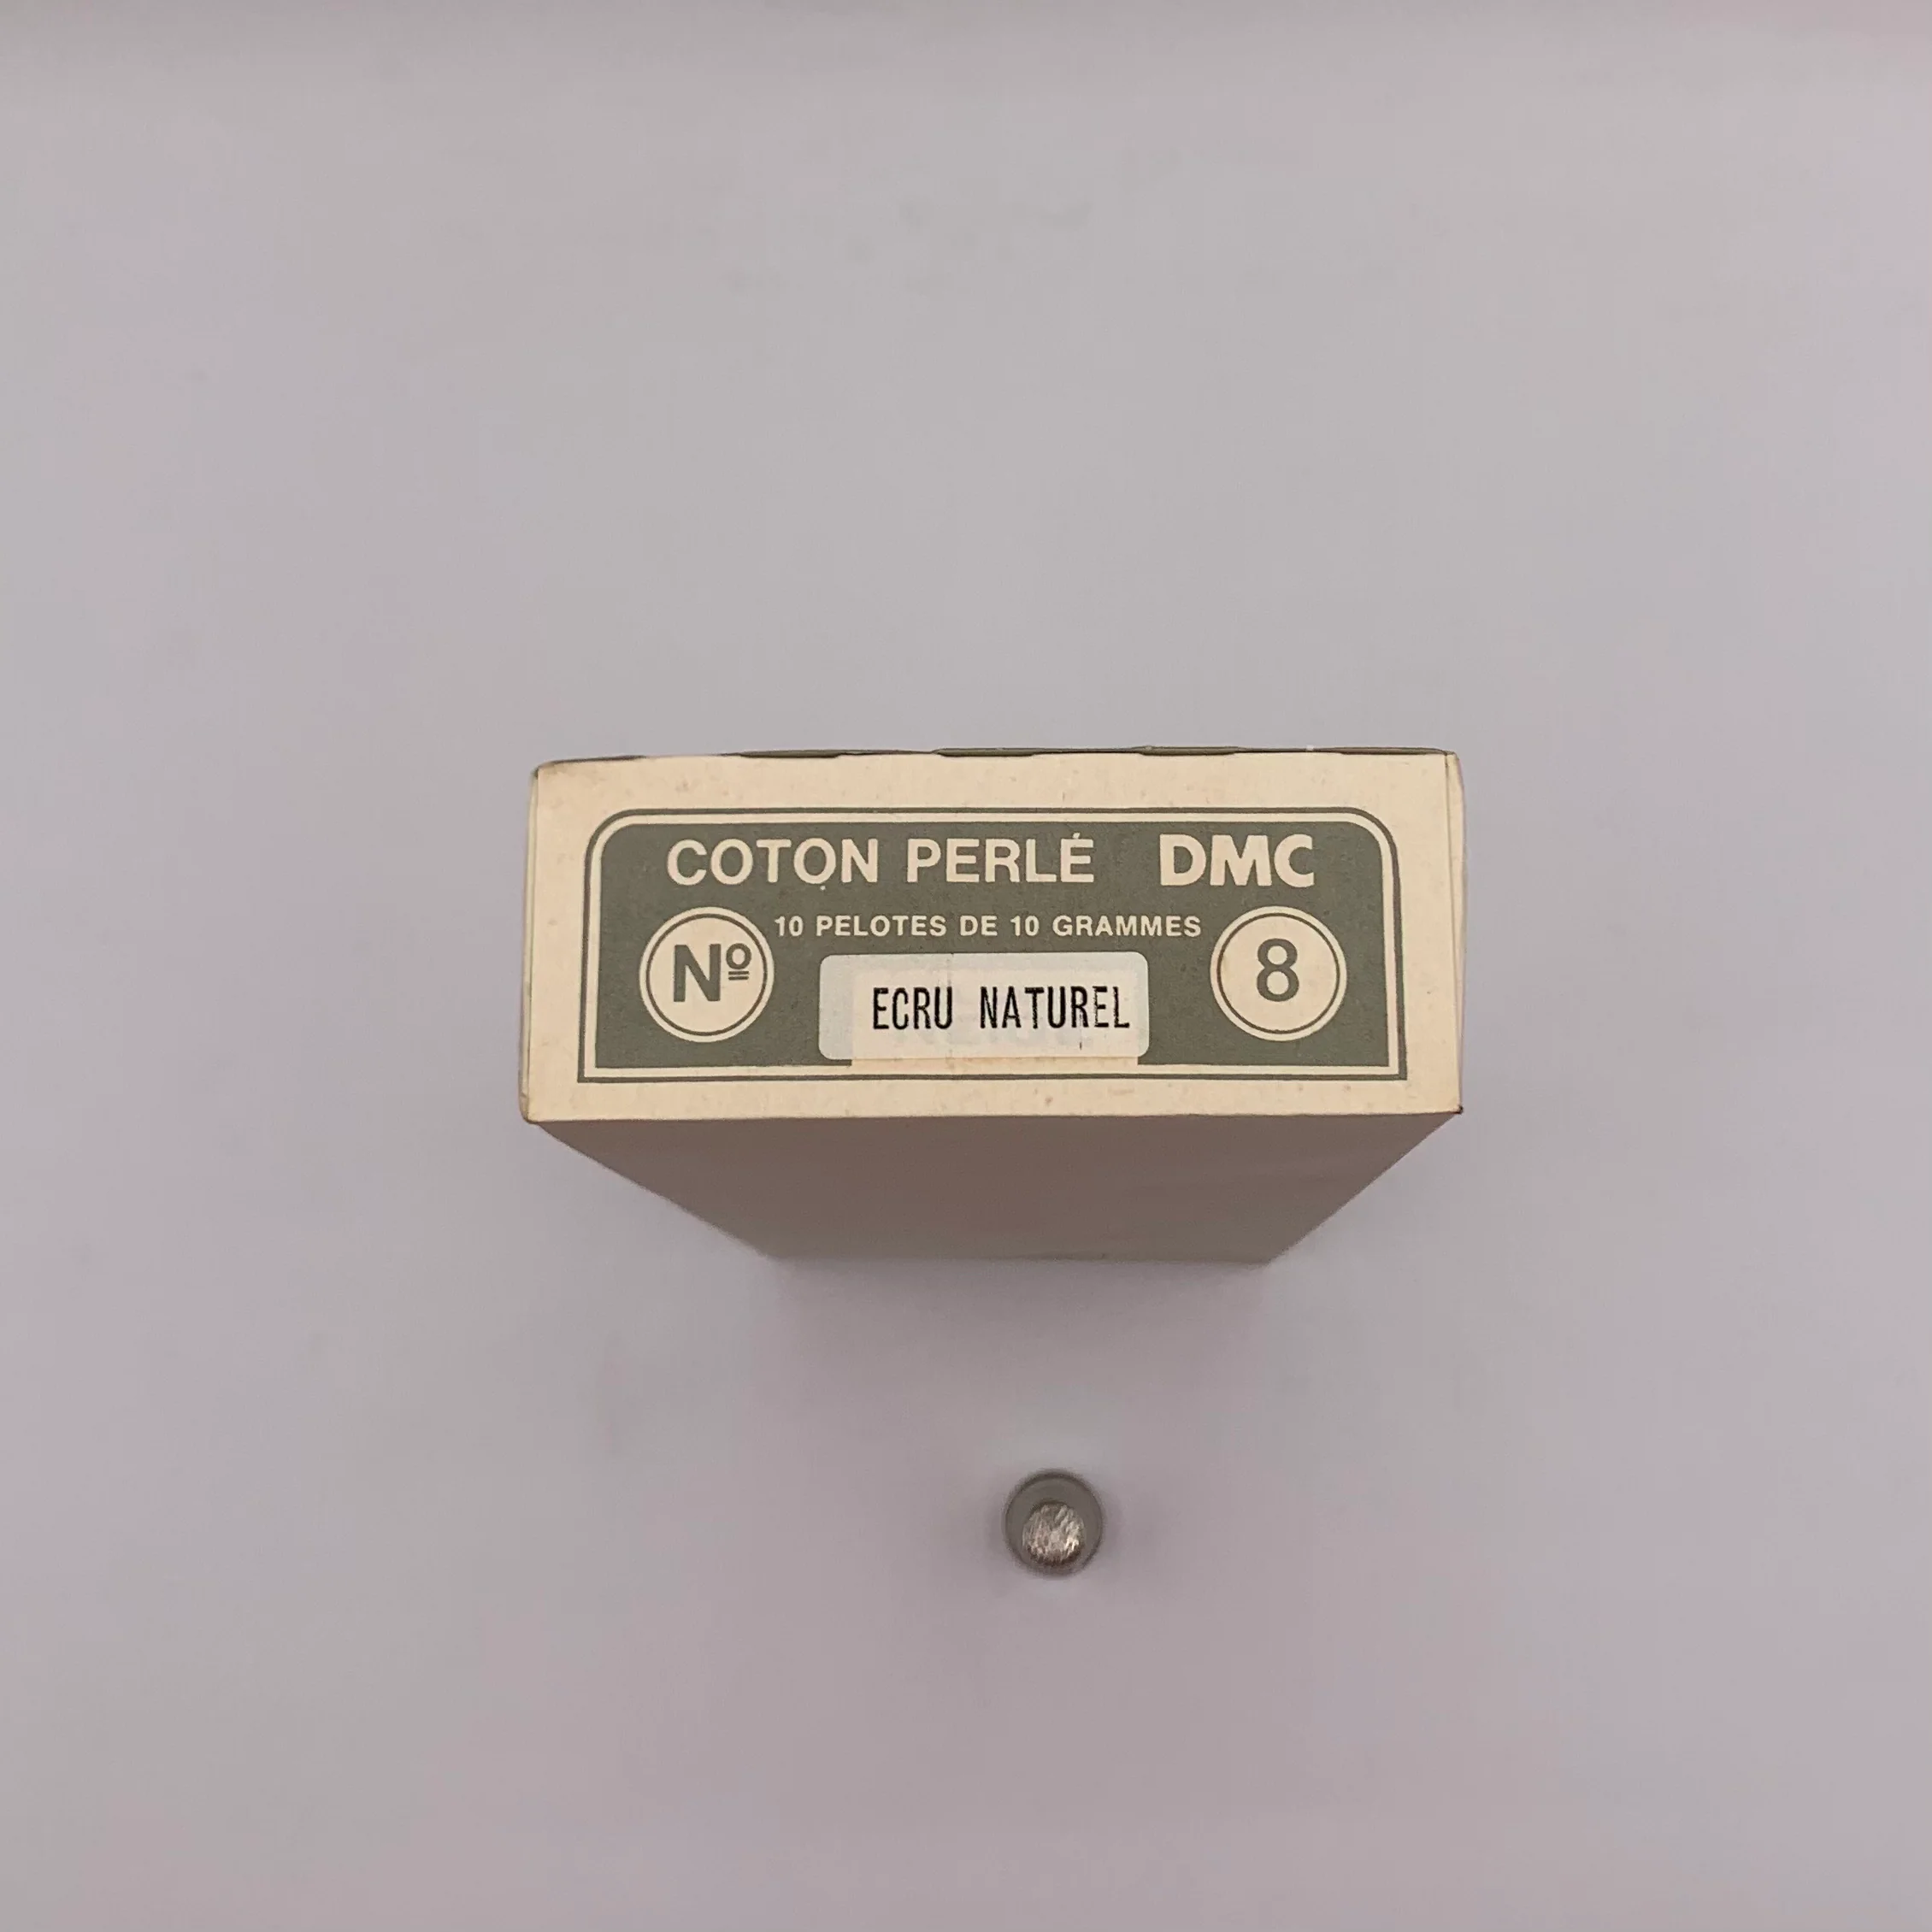 COTON PERLÉ DMC
10 PELOTES DE 10 GRAMMES
Nº 8
ECRU NATUREL